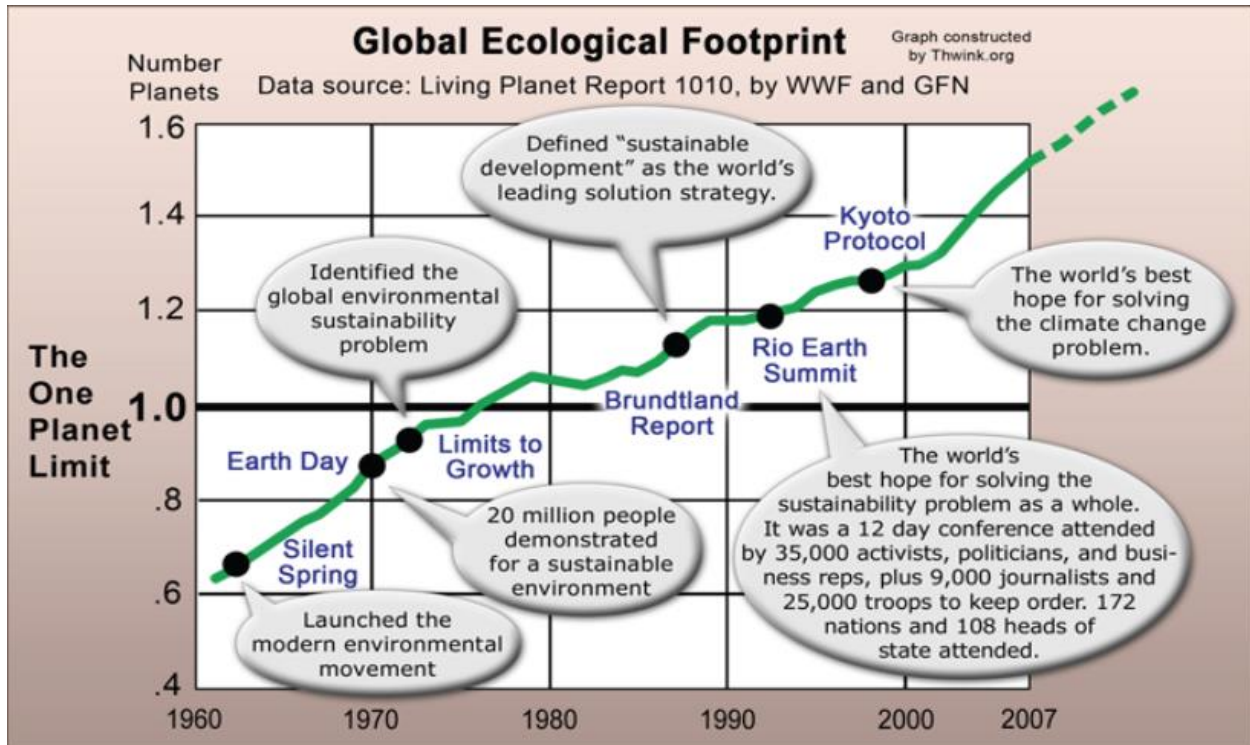 Global Ecological Footprint
Graph constructed
by Thwink.org
Number
Planets
Data source: Living Planet Report 1010, by WWF and GFN
1.6
1.4
1.2
1.0
.8
.6
.4
The
One
Planet
Limit
Defined “sustainable
development” as the world’s
leading solution strategy.
Kyoto
Protocol
Identified the
global environmental
sustainability
problem
The world’s best
hope for solving
the climate change
problem.
Rio Earth
Summit
Brundtland
Report
Earth Day
Limits to
Growth
The world’s
best hope for solving the
sustainability problem as a whole.
It was a 12 day conference attended
by 35,000 activists, politicians, and busi-
ness reps, plus 9,000 journalists and
25,000 troops to keep order. 172
nations and 108 heads of
state attended.
20 million people
demonstrated
for a sustainable
environment
Silent
Spring
Launched the
modern environmental
movement
1960
1970
1980
1990
2000
2007